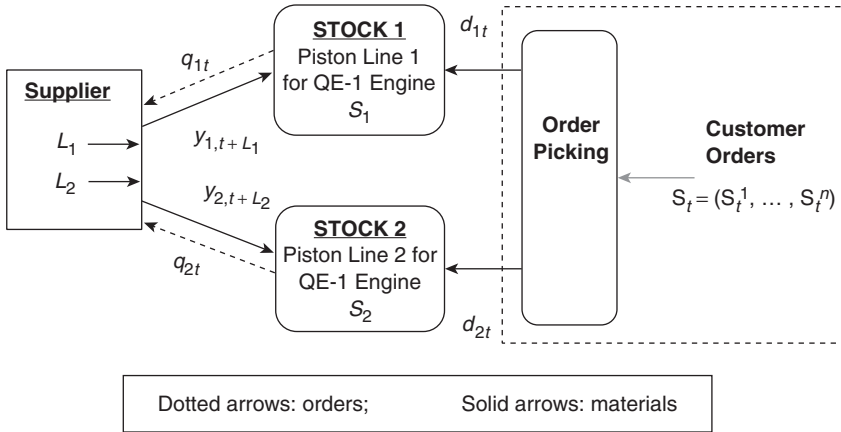 Supplier
L₁
L₂
q₁ₜ
y₁,ₜ₊L₁
y₂,ₜ₊L₂
q₂ₜ
STOCK 1
Piston Line 1
for QE-1 Engine
S₁
STOCK 2
Piston Line 2 for
QE-1 Engine
S₂
d₁ₜ
d₂ₜ
Order
Picking
Customer
Orders
Sₜ = (Sₜ¹, … , Sₜⁿ)
Dotted arrows: orders; Solid arrows: materials